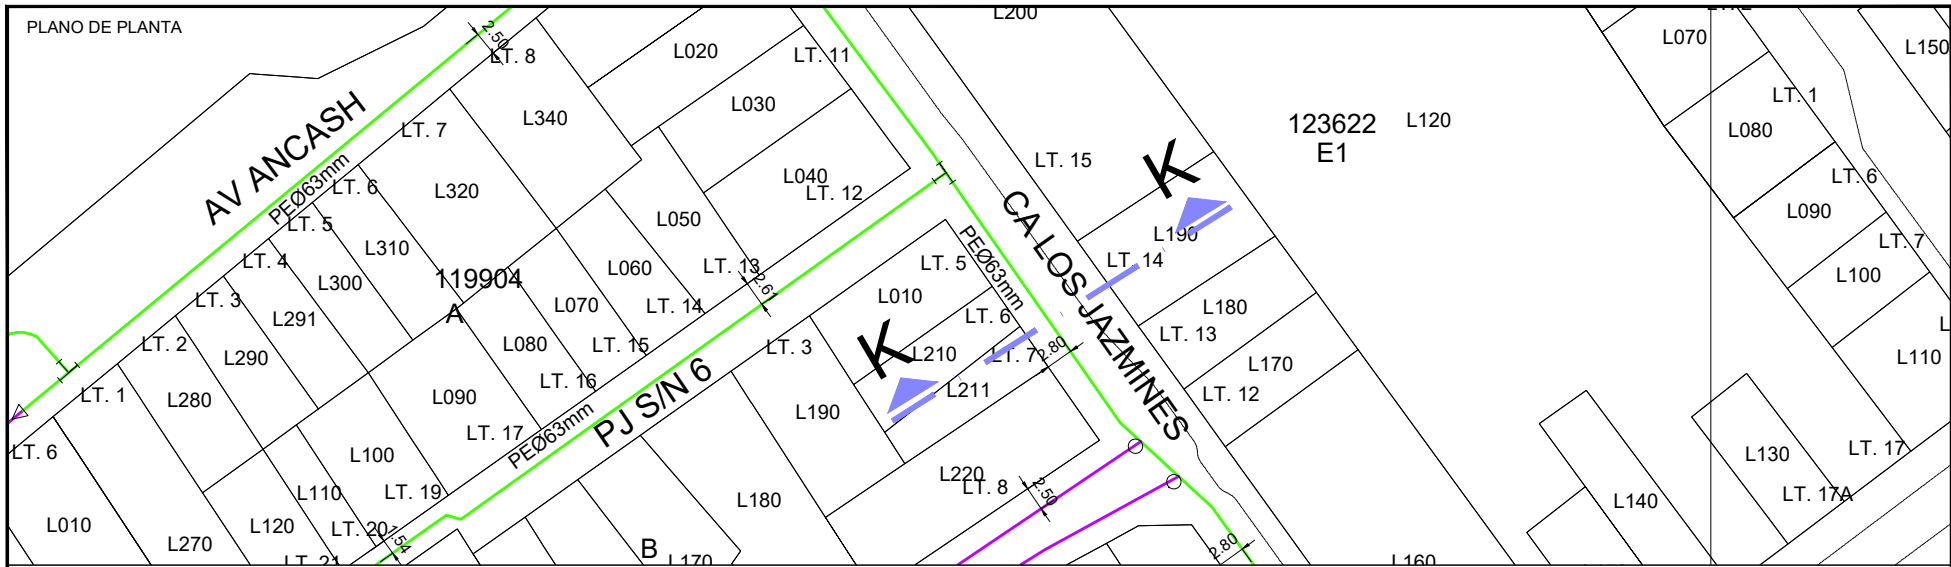 PLANO DE PLANTA
L200
L070
L150
2.50
LT. 8
L020
LT. 11
L030
L340
LT. 7
123622
E1
L120
LT. 1
L080
AV ANCASH
PEØ63mm
LT. 6
L320
L040
LT. 12
LT. 15
K
LT. 6
L090
LT. 5
L310
L050
CA LOS JAZMINES
L190
LT. 7
LT. 4
L300
119904
A
L060
LT. 13
2.61
LT. 5
PEØ63mm
LT. 14
L100
LT. 3
L291
L070
LT. 14
L010
LT. 6
L180
LT. 13
LT. 2
L290
L080
LT. 15
LT. 3
K
L210
LT. 7
2.80
L170
L110
LT. 1
L280
L090
LT. 16
PJ S/N 6
L190
L211
LT. 12
LT. 6
L100
LT. 17
PEØ63mm
L130
LT. 17
L010
L110
LT. 19
L180
L220
LT. 8
2.50
L140
LT. 17A
L270
L120
LT. 20
1.54
B
2.80
LT. 21
L170
L160